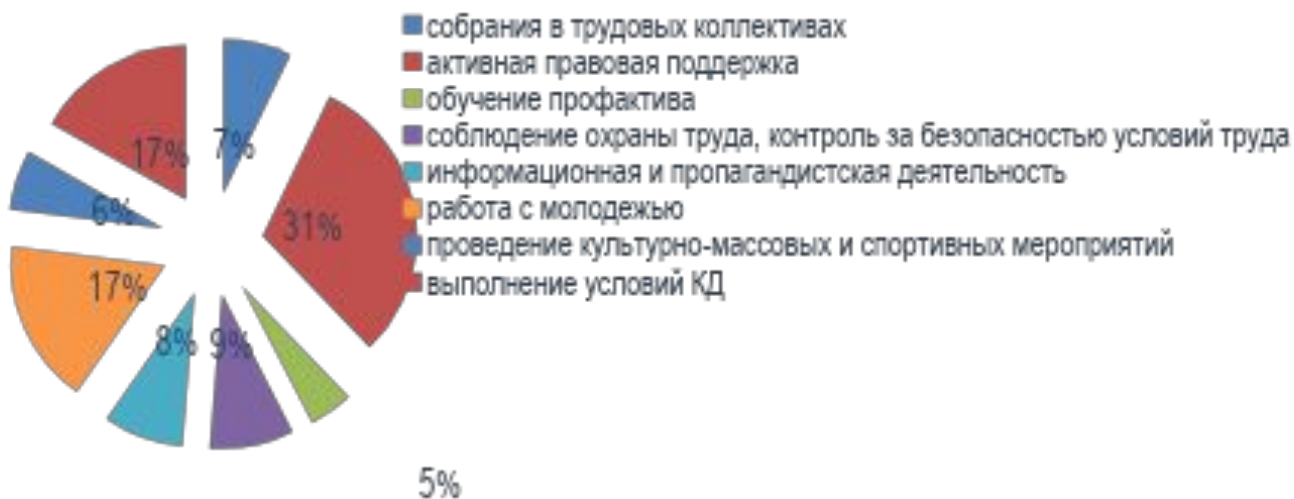 собрания в трудовых коллективах
активная правовая поддержка
обучение профактива
соблюдение охраны труда, контроль за безопасностью условий труда
информационная и пропагандистская деятельность
работа с молодежью
проведение культурно-массовых и спортивных мероприятий
выполнение условий КД
17% 7%
6% 31%
17%
8% 9%
5%